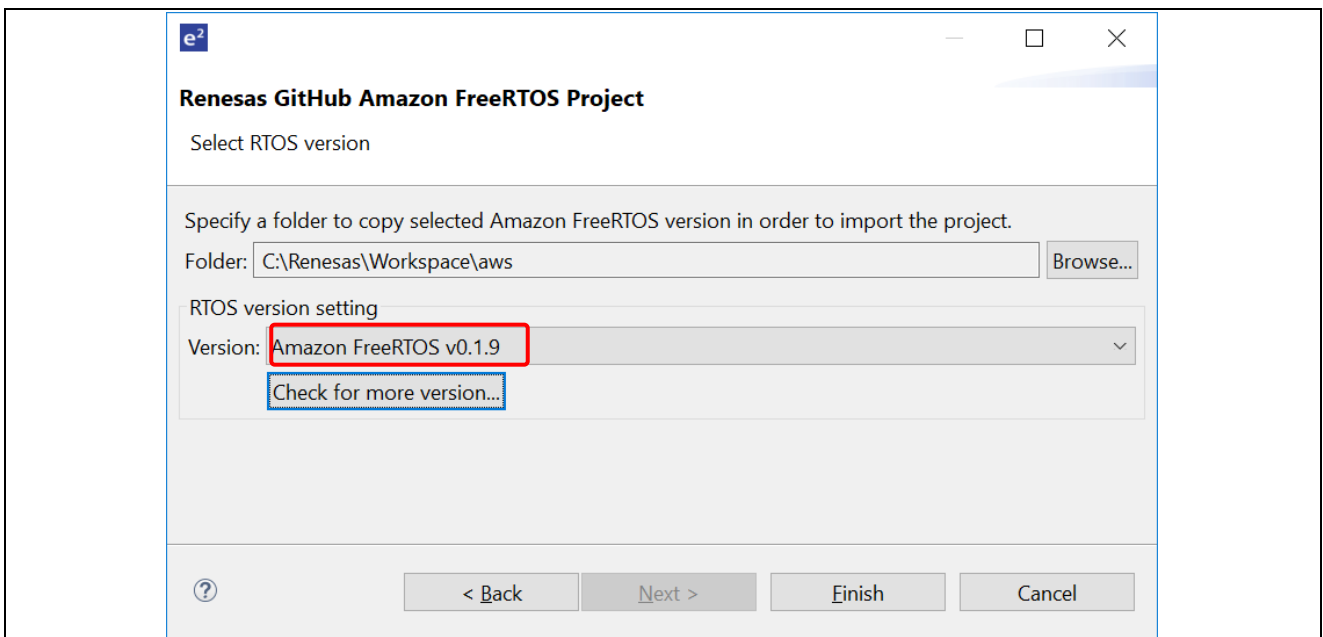 e²
Renesas GitHub Amazon FreeRTOS Project
Select RTOS version
Specify a folder to copy selected Amazon FreeRTOS version in order to import the project.
Folder: C:\Renesas\Workspace\aws Browse...
RTOS version setting
Version: Amazon FreeRTOS v0.1.9
Check for more version...
? < Back Next > Finish Cancel